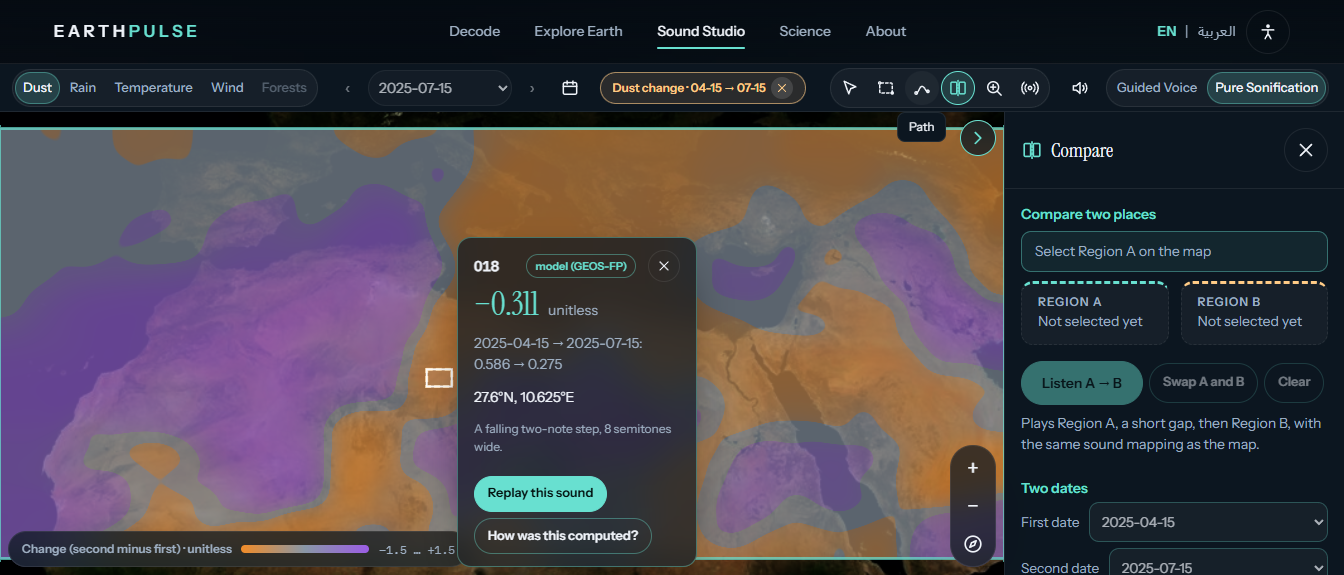 EARTHPULSE
Decode Explore Earth Sound Studio Science About
EN | العربية
Dust Rain Temperature Wind Forests
‹ 2025-07-15 ›
Dust change · 04-15 → 07-15
Guided Voice Pure Sonification
Path
Compare
Compare two places
Select Region A on the map
REGION A
Not selected yet
REGION B
Not selected yet
Listen A → B Swap A and B Clear
Plays Region A, a short gap, then Region B, with
the same sound mapping as the map.
Two dates
First date 2025-04-15
Second date 2025-07-15
018 model (GEOS-FP)
−0.311 unitless
2025-04-15 → 2025-07-15:
0.586 → 0.275
27.6°N, 10.625°E
A falling two-note step, 8 semitones
wide.
Replay this sound
How was this computed?
Change (second minus first) · unitless −1.5 … +1.5
+
−